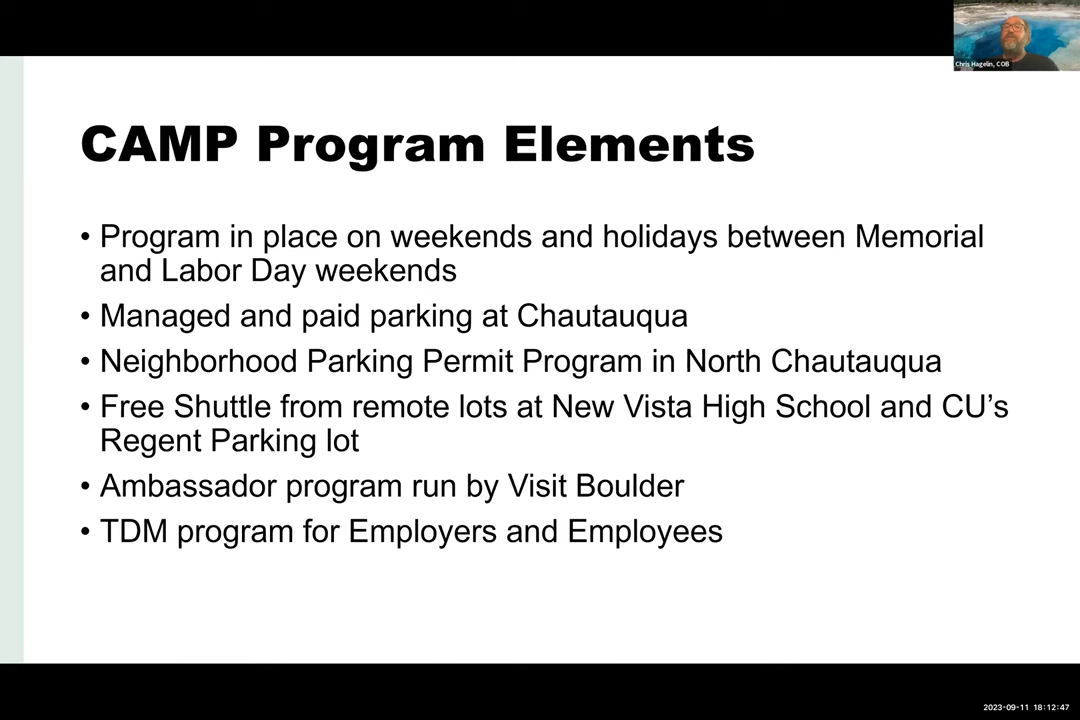 Chris Hagelin, COB
CAMP Program Elements
• Program in place on weekends and holidays between Memorial
and Labor Day weekends
• Managed and paid parking at Chautauqua
• Neighborhood Parking Permit Program in North Chautauqua
• Free Shuttle from remote lots at New Vista High School and CU’s
Regent Parking lot
• Ambassador program run by Visit Boulder
• TDM program for Employers and Employees
2023-09-11 18:12:47